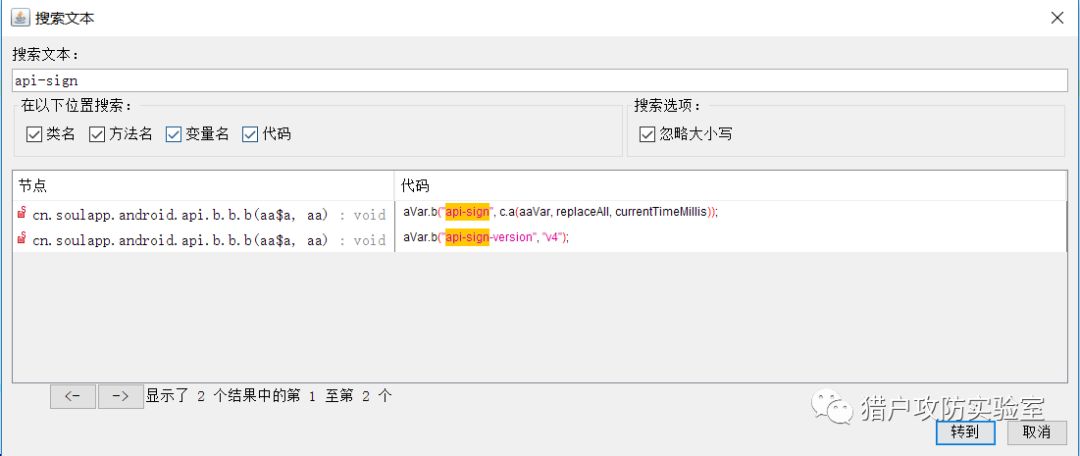 搜索文本
搜索文本:
api-sign
在以下位置搜索:
搜索选项:
类名 方法名 变量名 代码
忽略大小写
节点 代码
cn.soulapp.android.api.b.b.b(aa$a, aa) : void aVar.b("api-sign", c.a(aaVar, replaceAll, currentTimeMillis));
cn.soulapp.android.api.b.b.b(aa$a, aa) : void aVar.b("api-sign-version", "v4");
<- -> 显示了 2 个结果中的第 1 至第 2 个
猎户攻防实验室
转到 取消